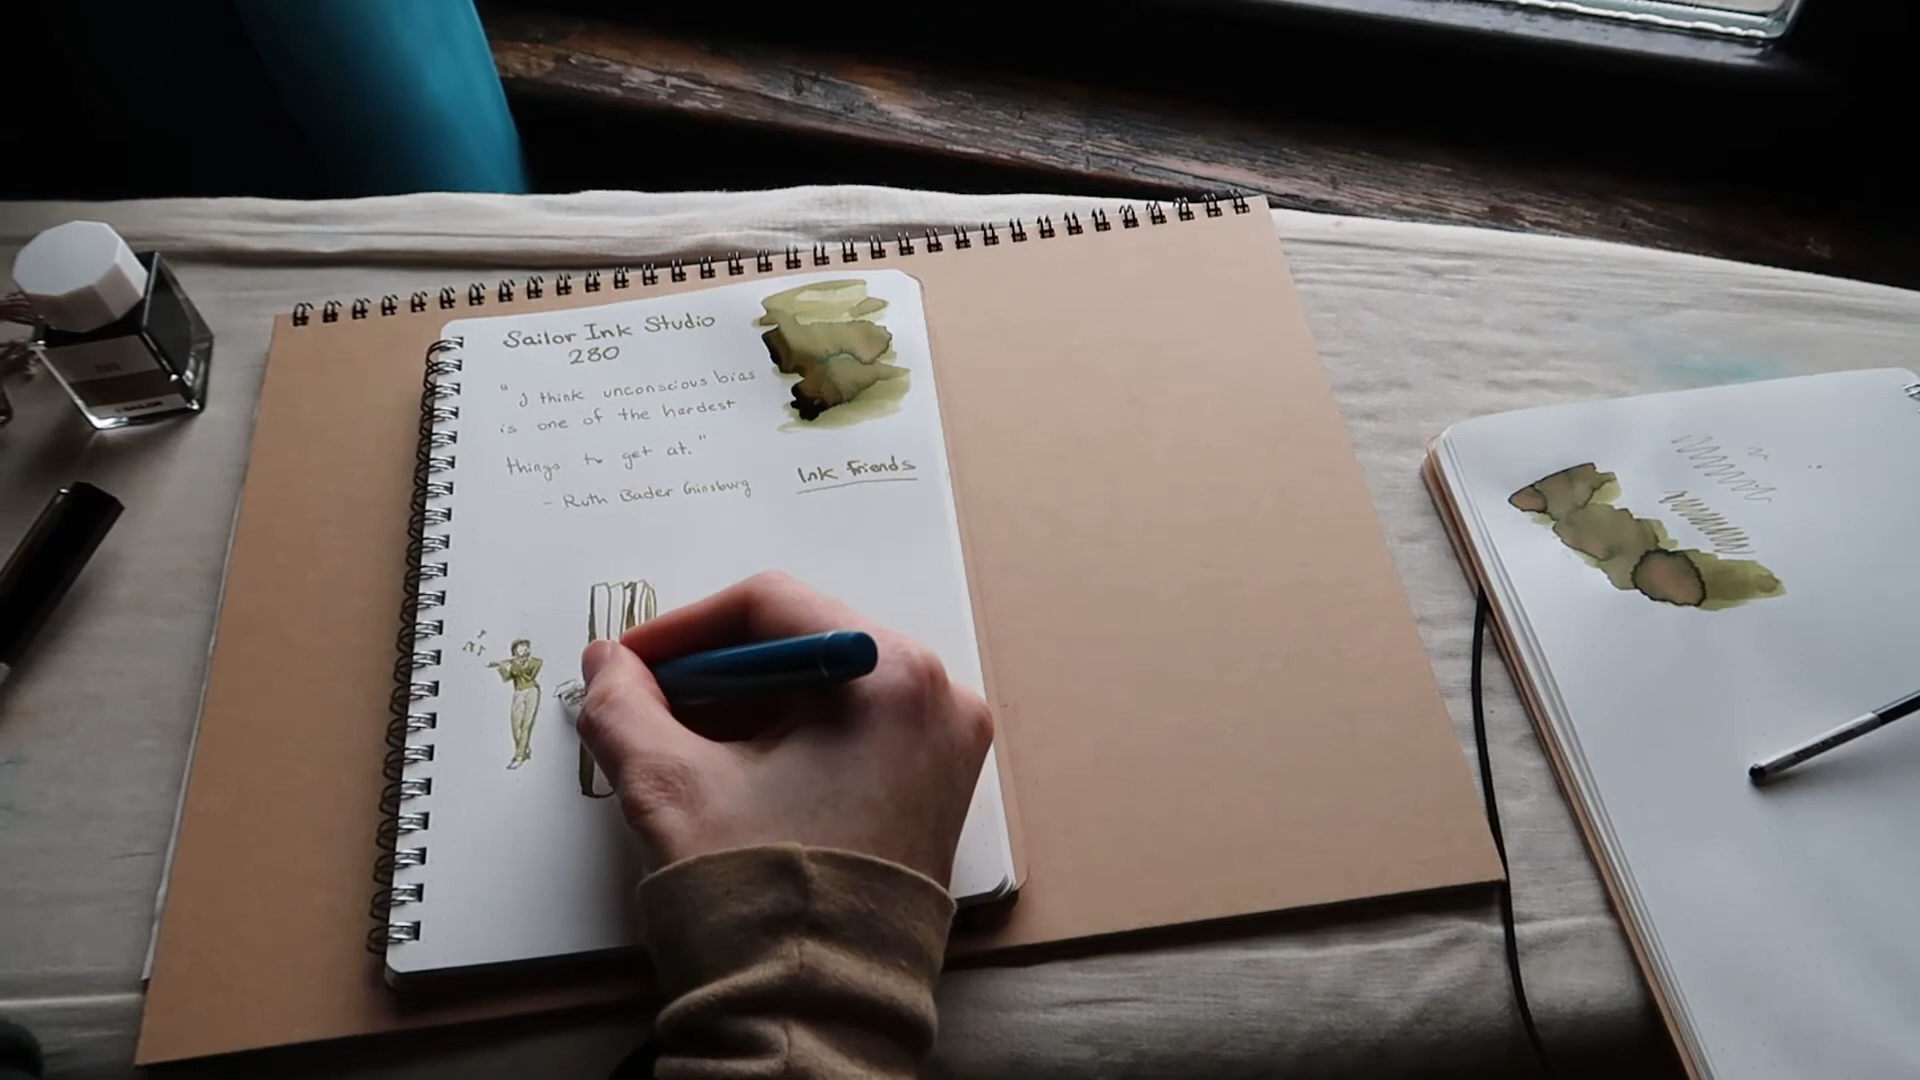 Sailor Ink Studio
280
" I think unconscious bias
is one of the hardest
things to get at."
- Ruth Bader Ginsburg
Ink friends
SAILOR